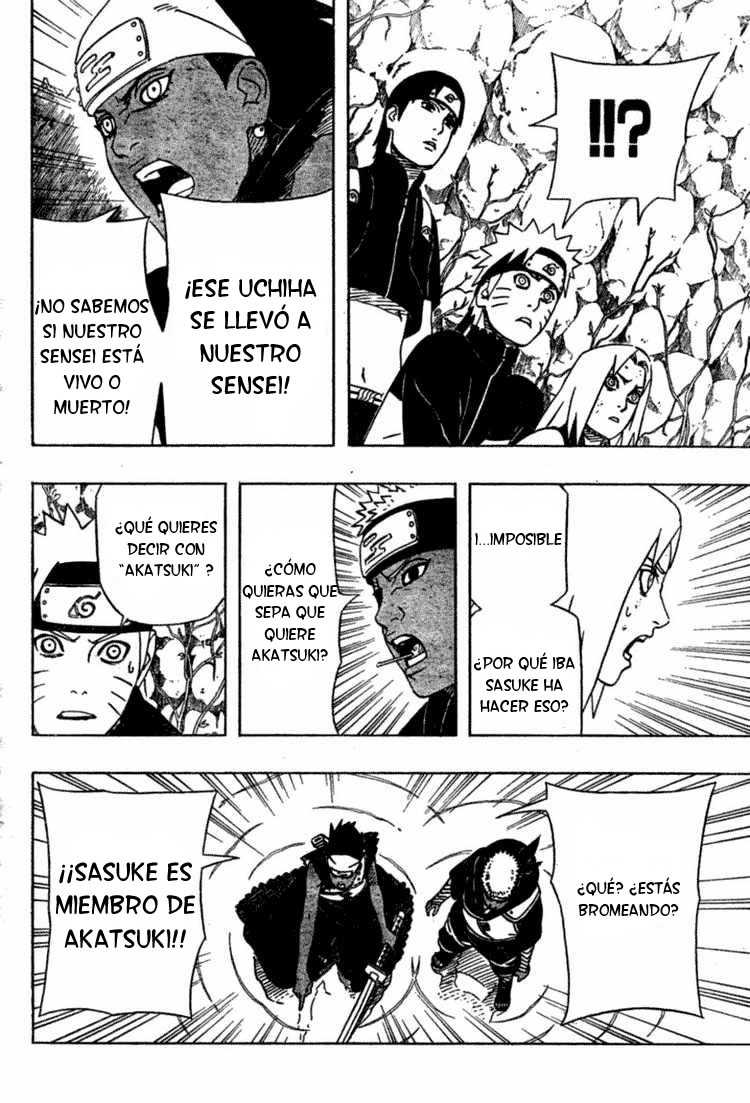 !!?
¡ESE UCHIHA
SE LLEVÓ A
NUESTRO
SENSEI!
¡NO SABEMOS
SI NUESTRO
SENSEI ESTÁ
VIVO O
MUERTO!
I...IMPOSIBLE
¿POR QUÉ IBA
SASUKE HA
HACER ESO?
¿CÓMO
QUIERAS QUE
SEPA QUE
QUIERE
AKATSUKI?
¿QUÉ QUIERES
DECIR CON
“AKATSUKI” ?
¿QUÉ? ¿ESTÁS
BROMEANDO?
¡¡SASUKE ES
MIEMBRO DE
AKATSUKI!!